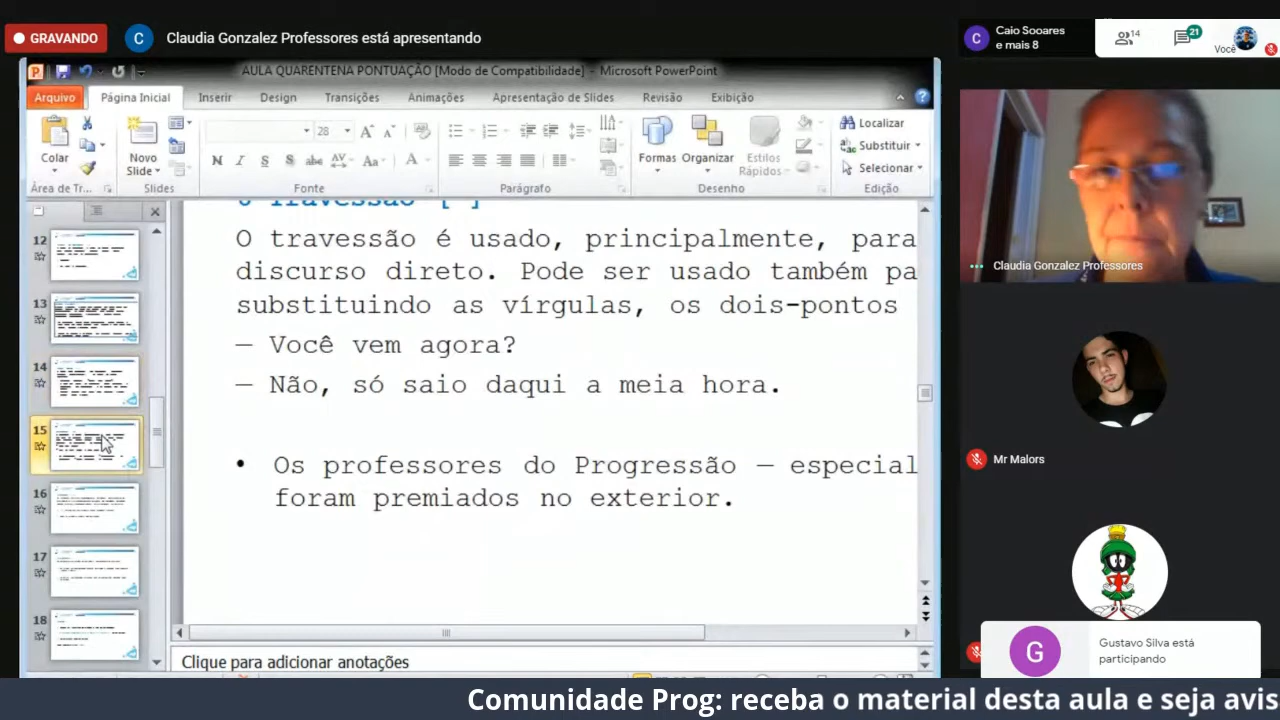 GRAVANDO
C
Claudia Gonzalez Professores está apresentando
C
Caio Sooares
e mais 8
14
21
Você
AULA QUARENTENA PONTUAÇÃO [Modo de Compatibilidade] - Microsoft PowerPoint
Arquivo
Página Inicial
Inserir
Design
Transições
Animações
Apresentação de Slides
Revisão
Exibição
Colar
Novo
Slide
28
N I S S abc AV Aa A
Formas
Organizar
Estilos
Rápidos
Localizar
Substituir
Selecionar
Área de Tr...
Slides
Fonte
Parágrafo
Desenho
Edição
12
13
14
15
16
17
18
O travessão é usado, principalmente, para
discurso direto. Pode ser usado também pa
substituindo as vírgulas, os dois-pontos
— Você vem agora?
— Não, só saio daqui a meia hora.
• Os professores do Progressão — especial
foram premiados no exterior.
Clique para adicionar anotações
Claudia Gonzalez Professores
Mr Malors
G
Gustavo Silva está
participando
Comunidade Prog: receba o material desta aula e seja avis